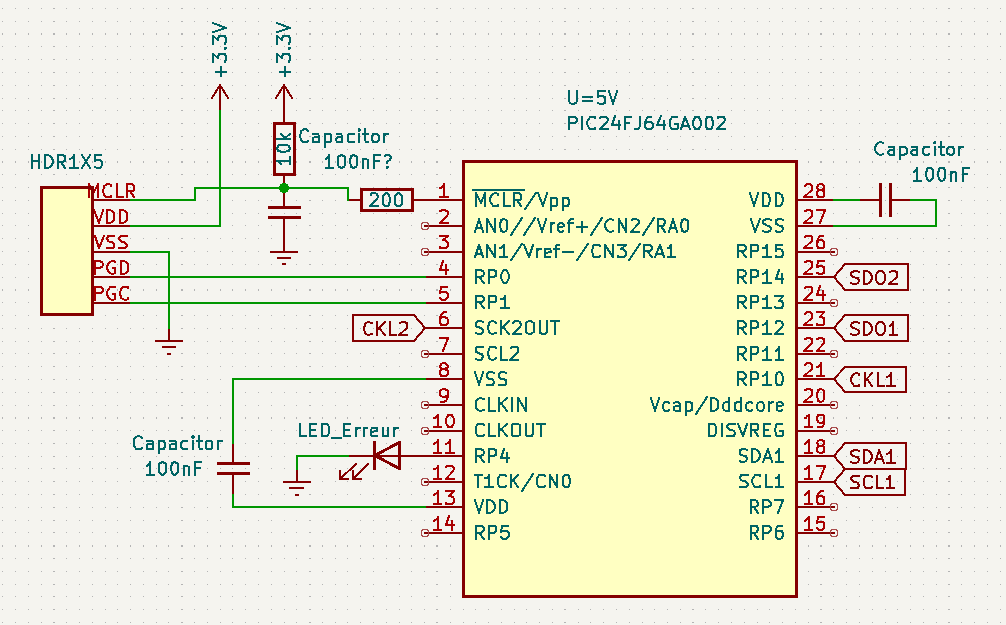 +3.3V
+3.3V
10k
Capacitor
100nF?
U=5V
PIC24FJ64GA002
Capacitor
100nF
HDR1X5
MCLR
VDD
VSS
PGD
PGC
200
1 MCLR/Vpp
2 AN0//Vref+/CN2/RA0
3 AN1/Vref-/CN3/RA1
4 RP0
5 RP1
CKL2 6 SCK2OUT
7 SCL2
8 VSS
9 CLKIN
10 CLKOUT
11 RP4
12 T1CK/CN0
13 VDD
14 RP5
LED_Erreur
Capacitor
100nF
VDD 28
VSS 27
RP15 26
RP14 25 SDO2
RP13 24
RP12 23 SDO1
RP11 22
RP10 21 CKL1
Vcap/Dddcore 20
DISVREG 19
SDA1 18 SDA1
SCL1 17 SCL1
RP7 16
RP6 15